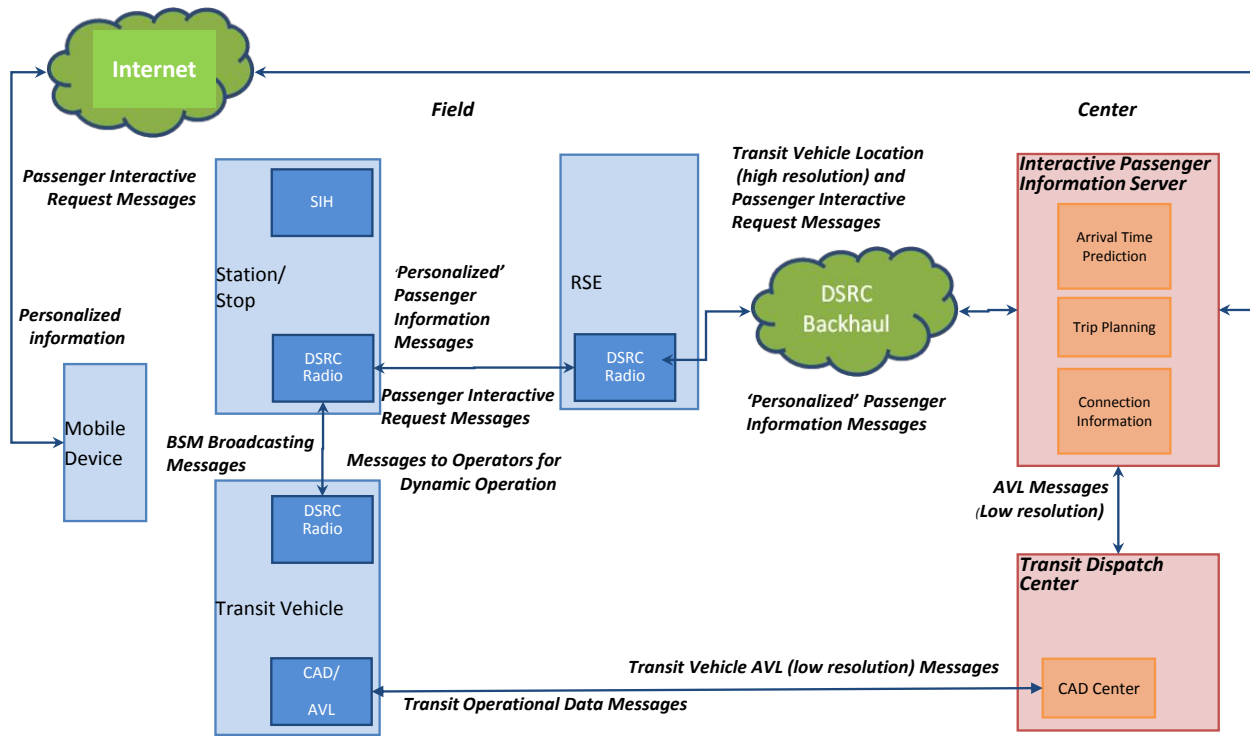 Internet
Field
Center
Passenger Interactive
Request Messages
SIH
Station/
Stop
DSRC
Radio
‘Personalized’
Passenger
Information
Messages
Passenger Interactive
Request Messages
RSE
DSRC
Radio
Transit Vehicle Location
(high resolution) and
Passenger Interactive
Request Messages
DSRC
Backhaul
‘Personalized’ Passenger
Information Messages
Interactive Passenger
Information Server
Arrival Time
Prediction
Trip Planning
Connection
Information
Personalized
information
Mobile
Device
BSM Broadcasting
Messages
Messages to Operators for
Dynamic Operation
AVL Messages
(Low resolution)
DSRC
Radio
Transit Vehicle
CAD/
AVL
Transit Vehicle AVL (low resolution) Messages
Transit Operational Data Messages
Transit Dispatch
Center
CAD Center